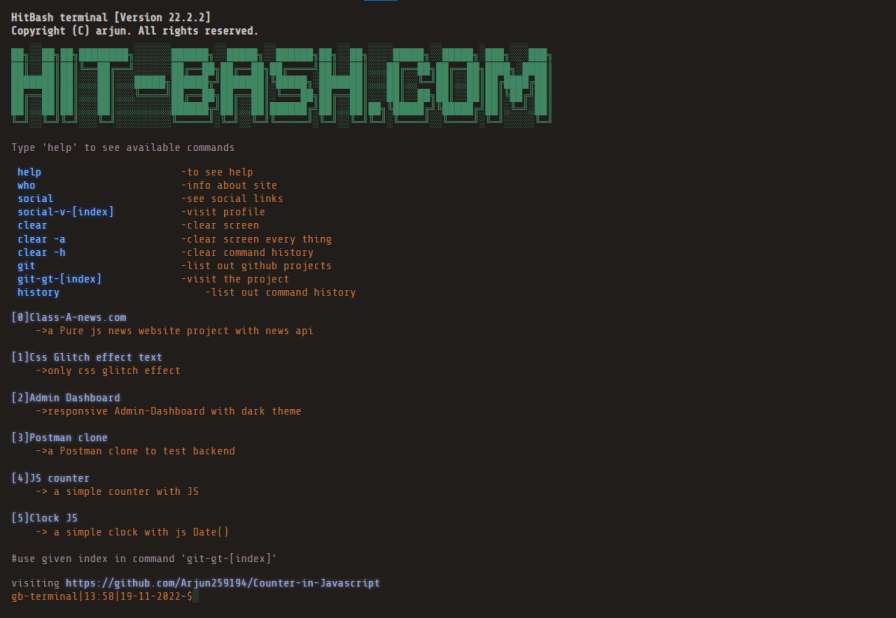 HitBash terminal [Version 22.2.2]
Copyright (C) arjun. All rights reserved.
HIT-BASH.COM
Type 'help' to see available commands
help -to see help
who -info about site
social -see social links
social-v-[index] -visit profile
clear -clear screen
clear -a -clear screen every thing
clear -h -clear command history
git -list out github projects
git-gt-[index] -visit the project
history -list out command history
[0]Class-A-news.com
->a Pure js news website project with news api
[1]Css Glitch effect text
->only css glitch effect
[2]Admin Dashboard
->responsive Admin-Dashboard with dark theme
[3]Postman clone
->a Postman clone to test backend
[4]JS counter
-> a simple counter with JS
[5]Clock JS
-> a simple clock with js Date()
#use given index in command 'git-gt-[index]'
visiting https://github.com/Arjun259194/Counter-in-Javascript
gb-terminal|13:58|19-11-2022~$